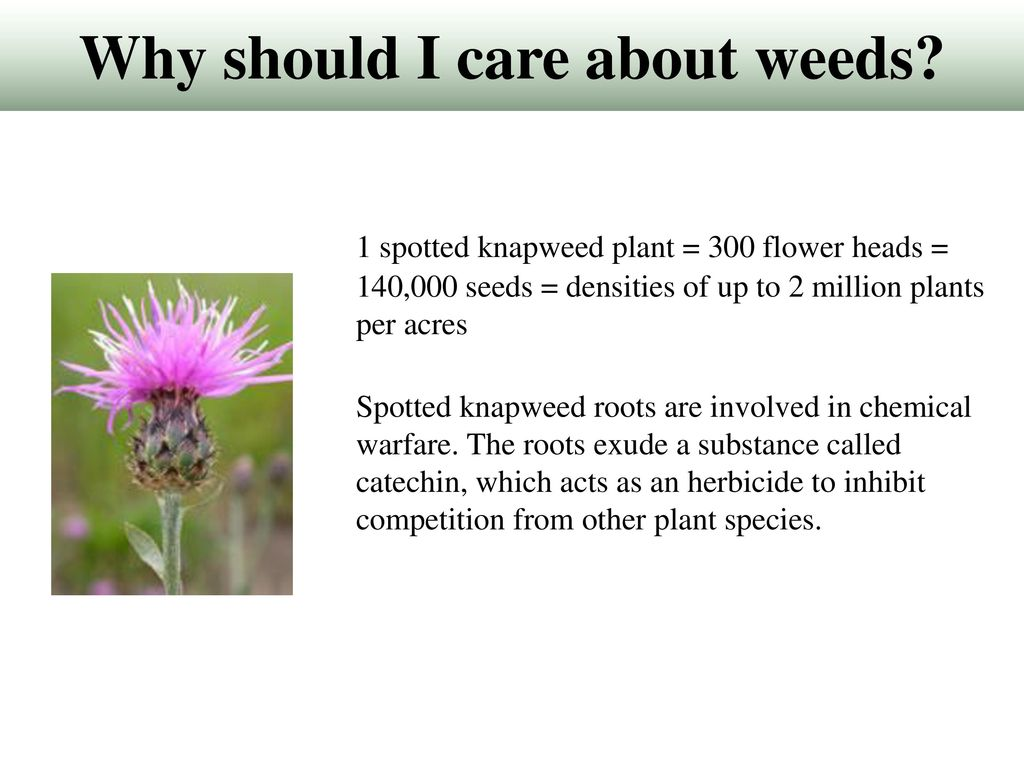 Why should I care about weeds?
1 spotted knapweed plant = 300 flower heads =
140,000 seeds = densities of up to 2 million plants
per acres
Spotted knapweed roots are involved in chemical
warfare. The roots exude a substance called
catechin, which acts as an herbicide to inhibit
competition from other plant species.